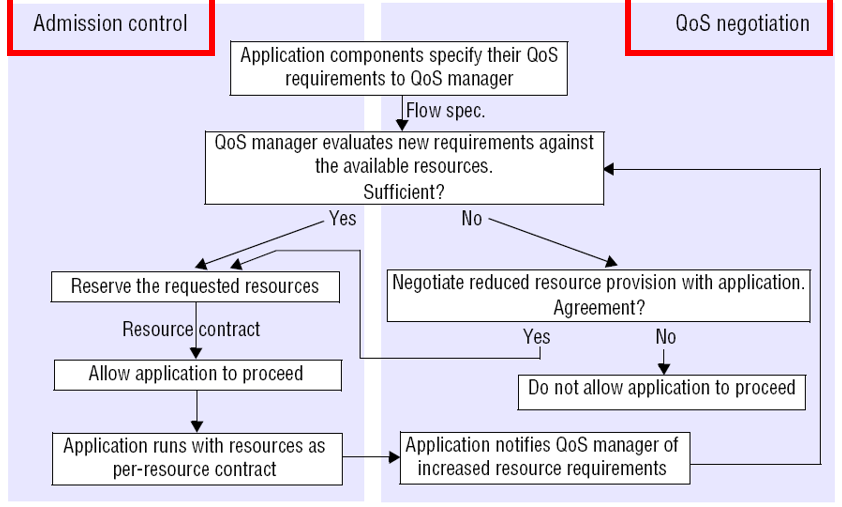 Admission control
QoS negotiation
Application components specify their QoS
requirements to QoS manager
Flow spec.
QoS manager evaluates new requirements against
the available resources.
Sufficient?
Yes
No
Reserve the requested resources
Negotiate reduced resource provision with application.
Agreement?
Resource contract
Yes
No
Allow application to proceed
Do not allow application to proceed
Application runs with resources as
per-resource contract
Application notifies QoS manager of
increased resource requirements